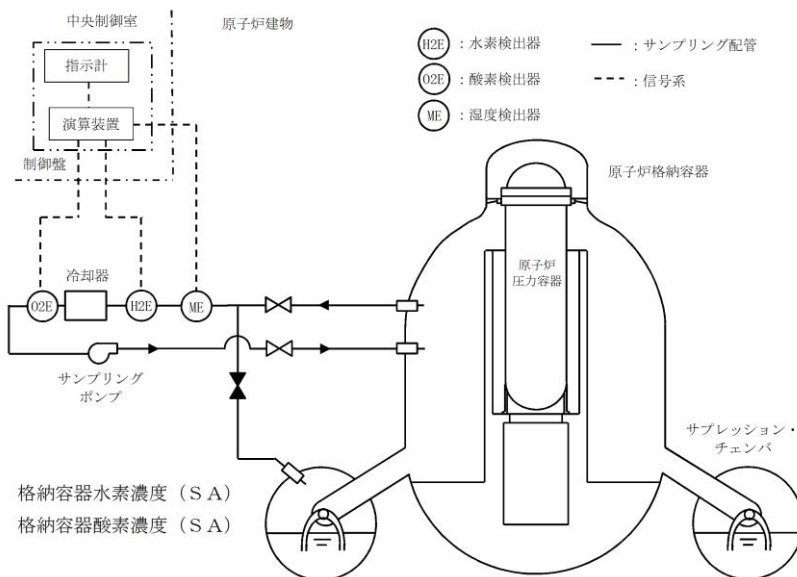 中央制御室
原子炉建物
指示計
演算装置
制御盤
H2E ：水素検出器
O2E ：酸素検出器
ME ：湿度検出器
：サンプリング配管
：信号系
原子炉格納容器
原子炉
圧力容器
冷却器
O2E
H2E
ME
サンプリング
ポンプ
サプレッション・
チェンバ
格納容器水素濃度（ＳＡ）
格納容器酸素濃度（ＳＡ）